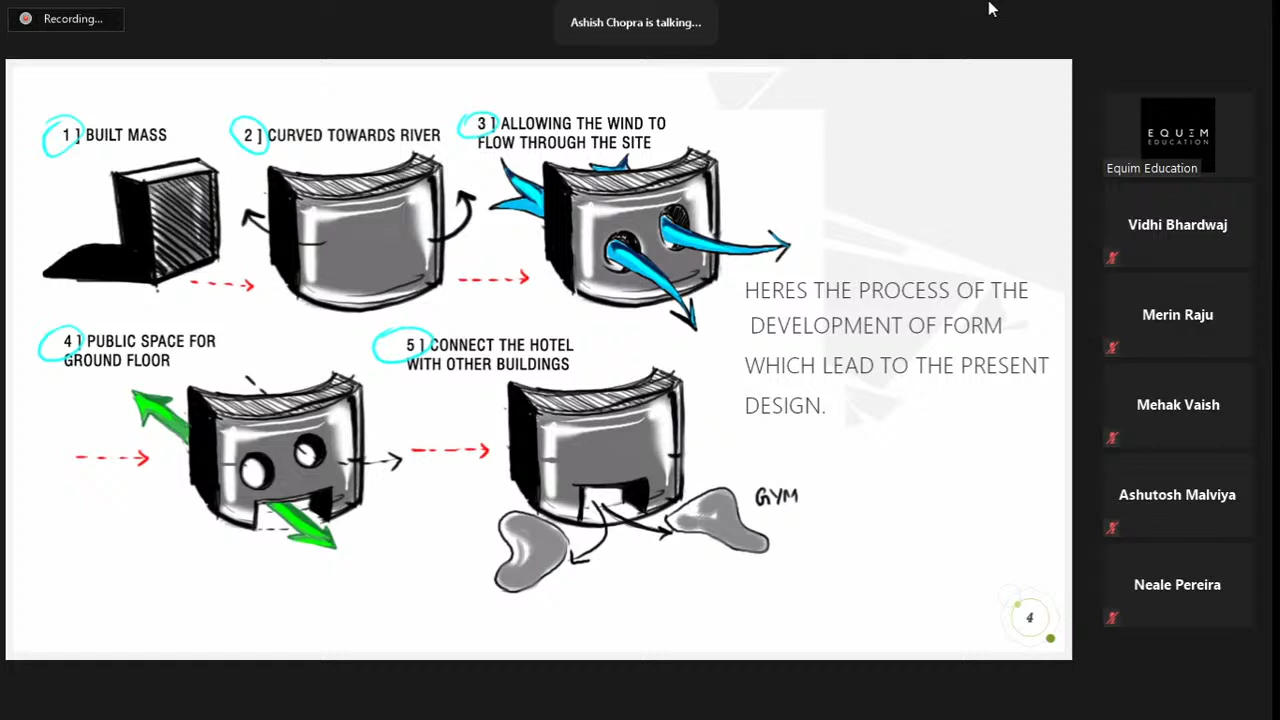 Recording...
Ashish Chopra is talking...
1 ] BUILT MASS
2 ] CURVED TOWARDS RIVER
3 ] ALLOWING THE WIND TO
FLOW THROUGH THE SITE
4 ] PUBLIC SPACE FOR
GROUND FLOOR
5 ] CONNECT THE HOTEL
WITH OTHER BUILDINGS
GYM
HERES THE PROCESS OF THE
DEVELOPMENT OF FORM
WHICH LEAD TO THE PRESENT
DESIGN.
4
EQUEM
EDUCATION
Equim Education
Vidhi Bhardwaj
Merin Raju
Mehak Vaish
Ashutosh Malviya
Neale Pereira